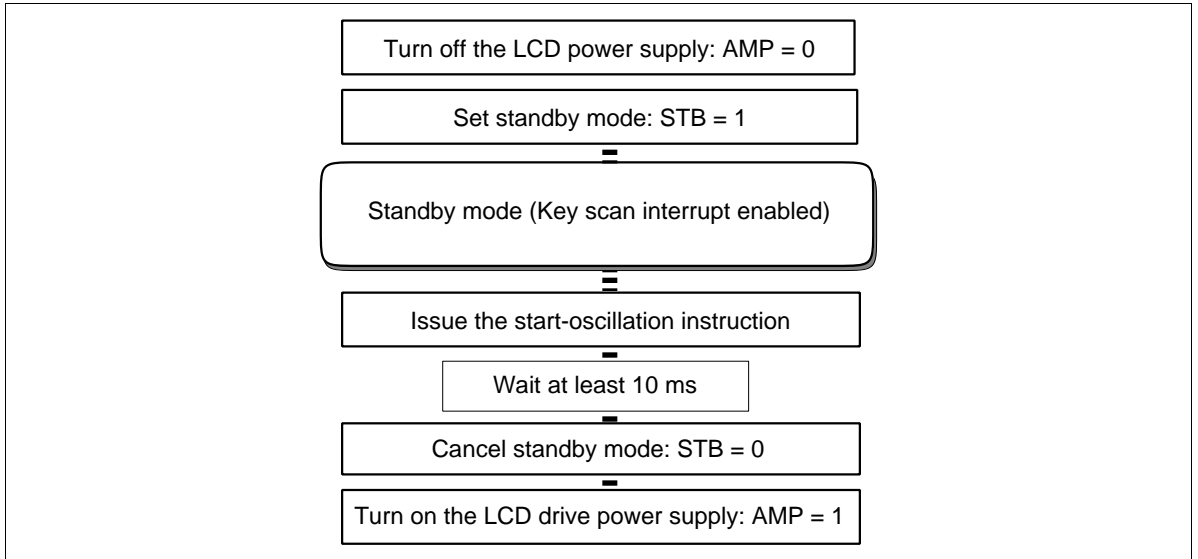 Turn off the LCD power supply: AMP = 0
Set standby mode: STB = 1
Standby mode (Key scan interrupt enabled)
Issue the start-oscillation instruction
Wait at least 10 ms
Cancel standby mode: STB = 0
Turn on the LCD drive power supply: AMP = 1